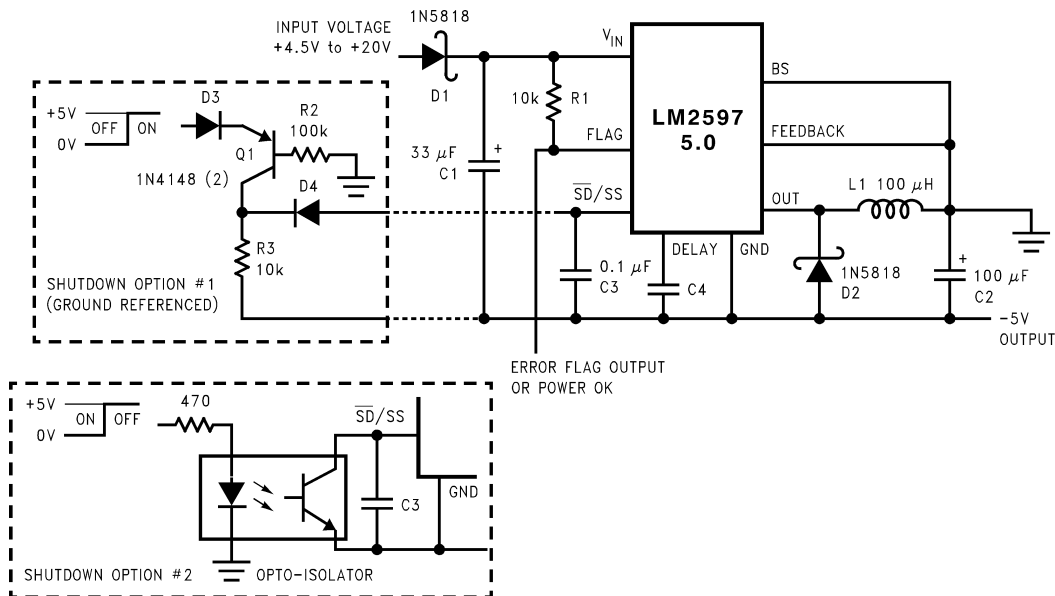 1N5818
INPUT VOLTAGE
+4.5V to +20V
D1
VIN
BS
10k R1
LM2597
5.0
FLAG
FEEDBACK
33 μF
C1
+
SD/SS
OUT
L1 100 μH
DELAY
GND
0.1 μF
C3
C4
1N5818
D2
+
100 μF
C2
-5V
OUTPUT
ERROR FLAG OUTPUT
OR POWER OK
D3
+5V
OFF ON
0V
R2
100k
Q1
1N4148 (2)
D4
R3
10k
SHUTDOWN OPTION #1
(GROUND REFERENCED)
+5V
ON OFF
0V
470
SD/SS
GND
C3
SHUTDOWN OPTION #2
OPTO-ISOLATOR